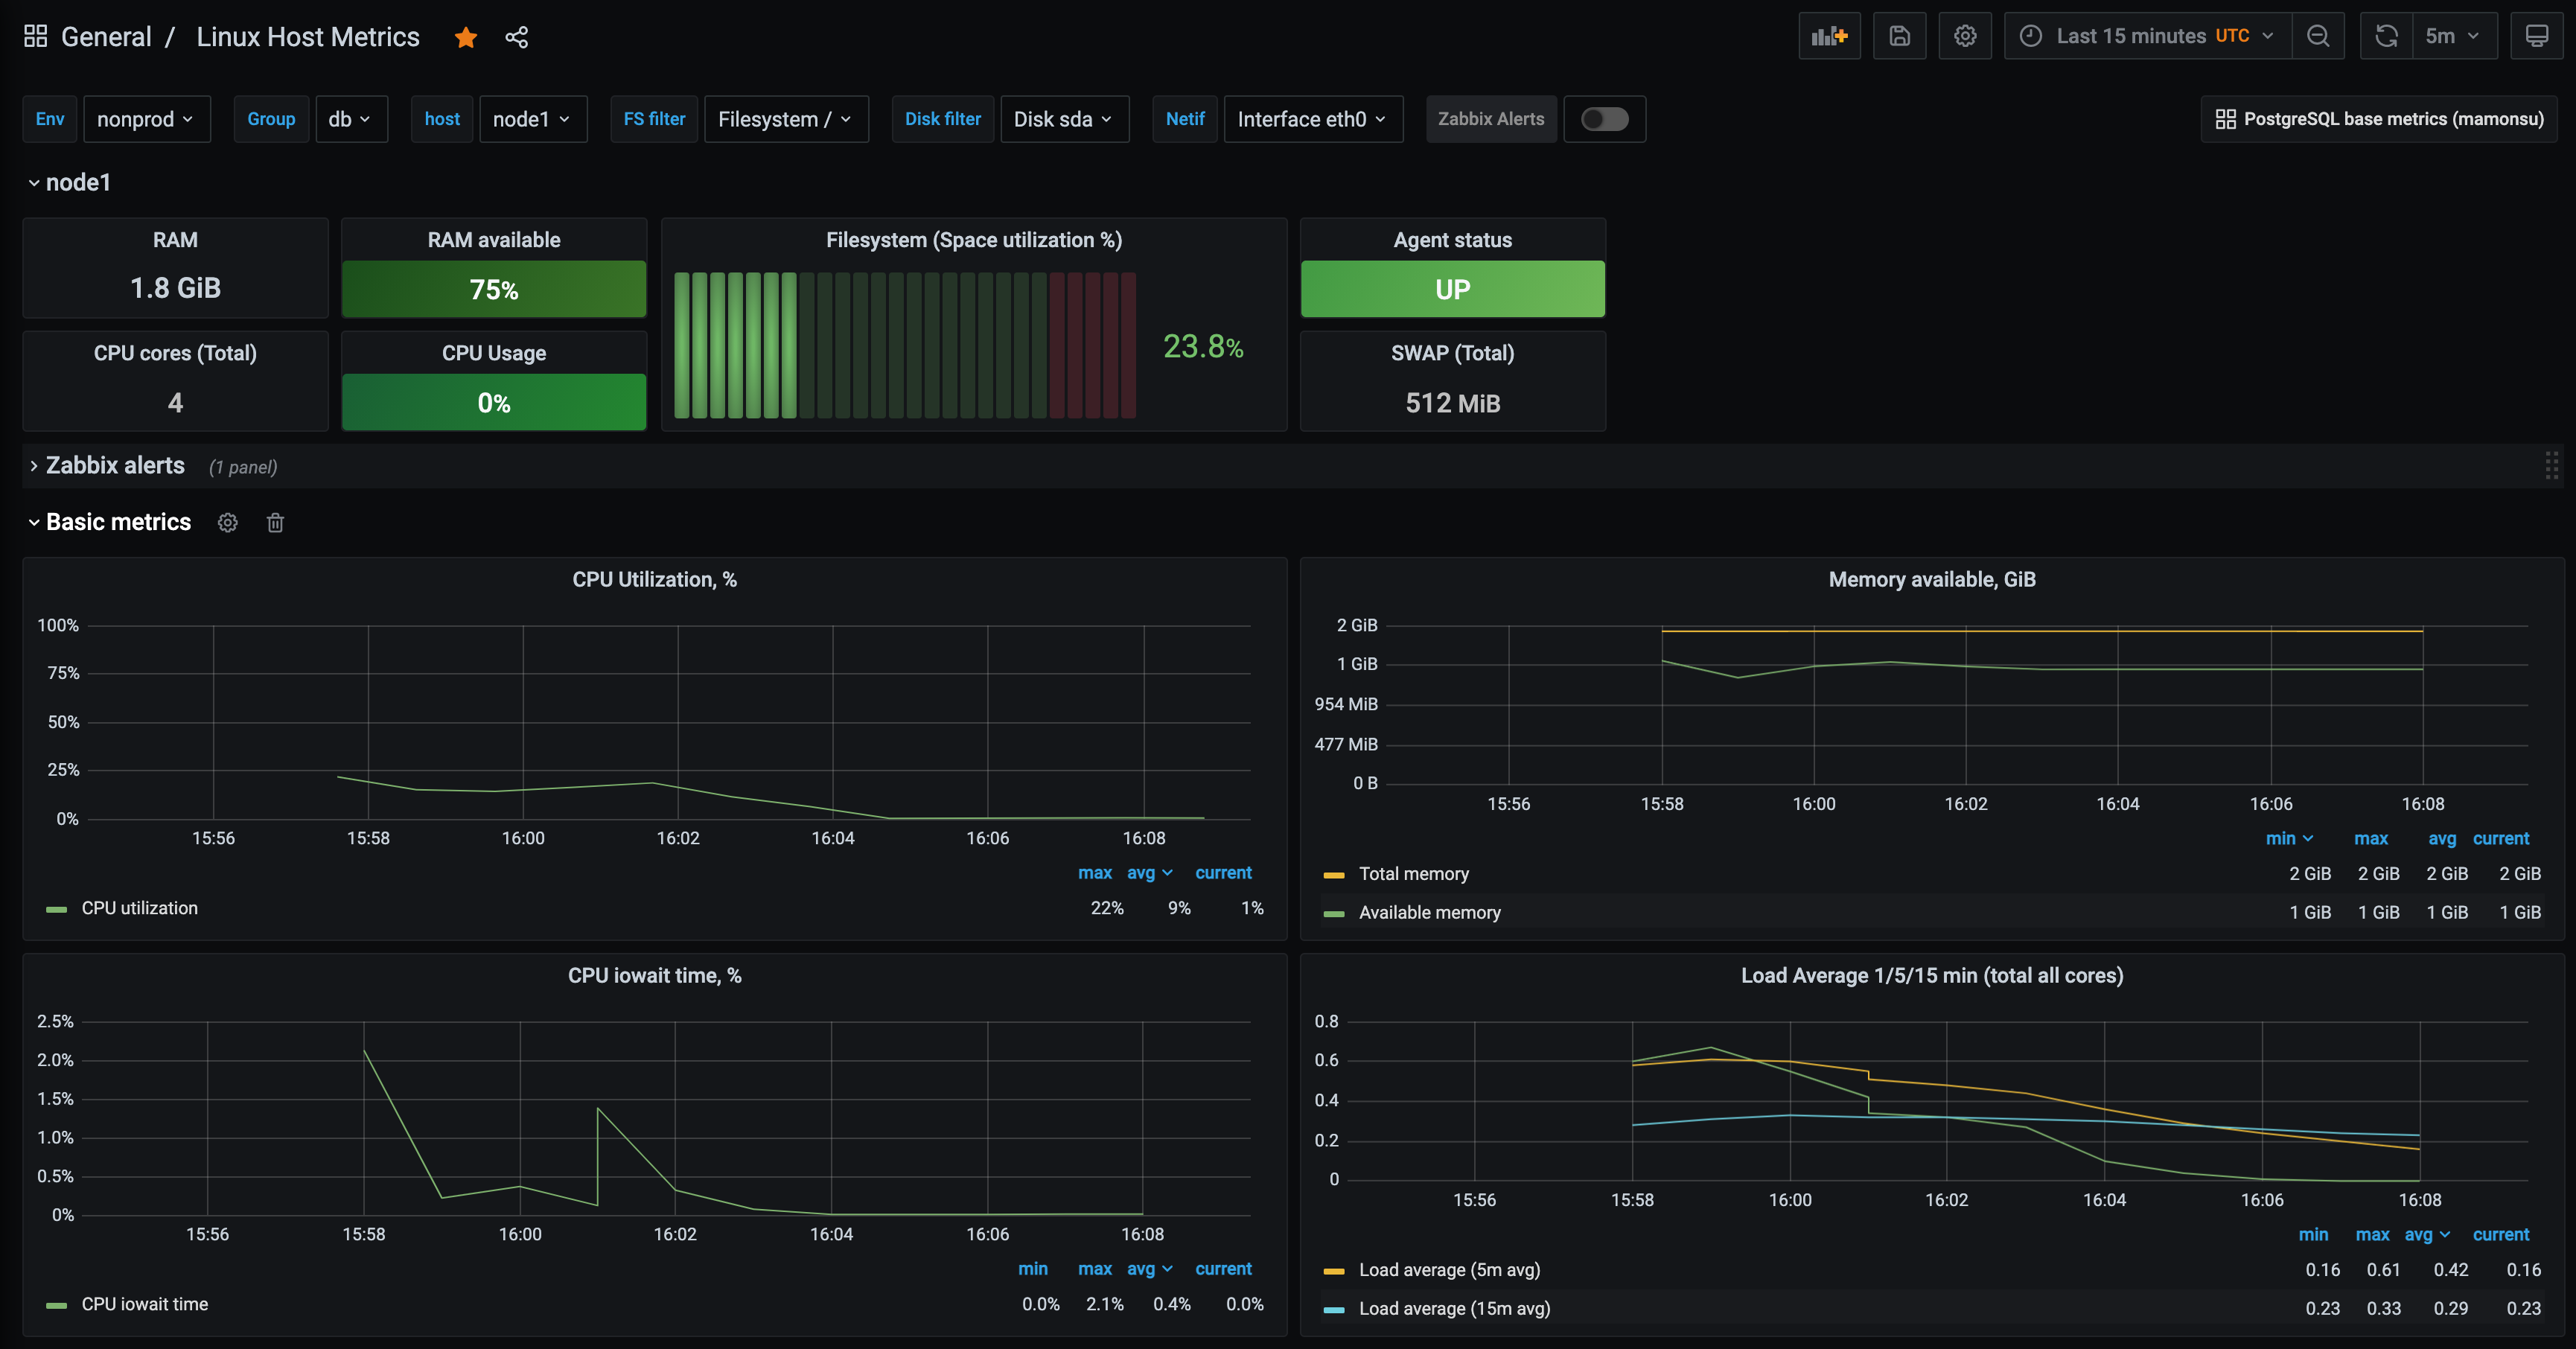 General / Linux Host Metrics
Last 15 minutes UTC
5m
Env nonprod Group db host node1 FS filter Filesystem / Disk filter Disk sda Netif Interface eth0 Zabbix Alerts
PostgreSQL base metrics (mamonsu)
node1
RAM
1.8 GiB
RAM available
75%
Filesystem (Space utilization %)
23.8%
Agent status
UP
CPU cores (Total)
4
CPU Usage
0%
SWAP (Total)
512 MiB
Zabbix alerts (1 panel)
Basic metrics
CPU Utilization, %
100%
75%
50%
25%
0%
15:56 15:58 16:00 16:02 16:04 16:06 16:08
max avg current
CPU utilization 22% 9% 1%
Memory available, GiB
2 GiB
1 GiB
954 MiB
477 MiB
0 B
15:56 15:58 16:00 16:02 16:04 16:06 16:08
min max avg current
Total memory 2 GiB 2 GiB 2 GiB 2 GiB
Available memory 1 GiB 1 GiB 1 GiB 1 GiB
CPU iowait time, %
2.5%
2.0%
1.5%
1.0%
0.5%
0%
15:56 15:58 16:00 16:02 16:04 16:06 16:08
min max avg current
CPU iowait time 0.0% 2.1% 0.4% 0.0%
Load Average 1/5/15 min (total all cores)
0.8
0.6
0.4
0.2
0
15:56 15:58 16:00 16:02 16:04 16:06 16:08
min max avg current
Load average (5m avg) 0.16 0.61 0.42 0.16
Load average (15m avg) 0.23 0.33 0.29 0.23